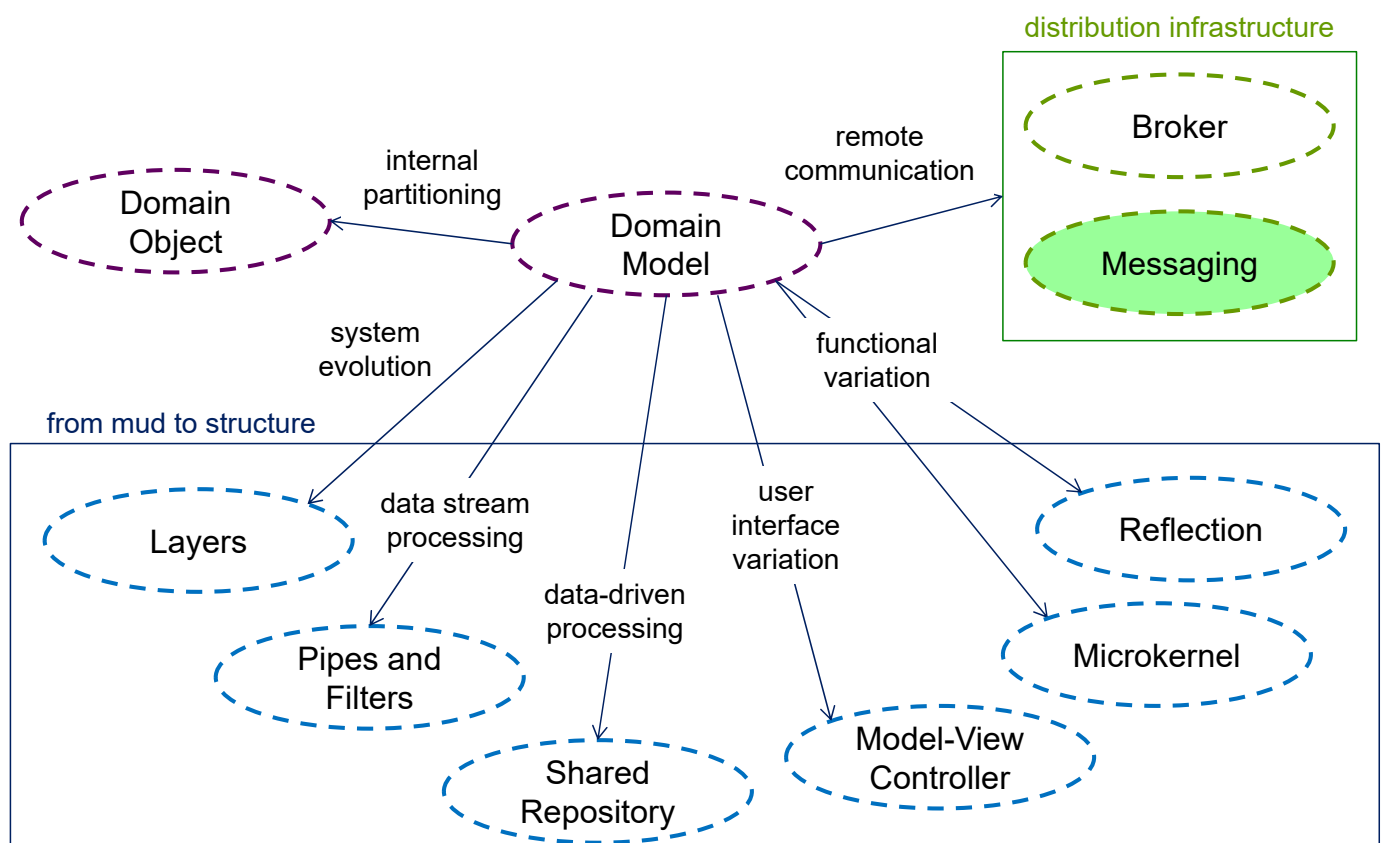 distribution infrastructure
Broker
remote
communication
internal
partitioning
Domain
Object
Domain
Model
Messaging
system
evolution
functional
variation
from mud to structure
data stream
processing
user
interface
variation
Layers
Reflection
data-driven
processing
Pipes and
Filters
Microkernel
Model-View
Controller
Shared
Repository